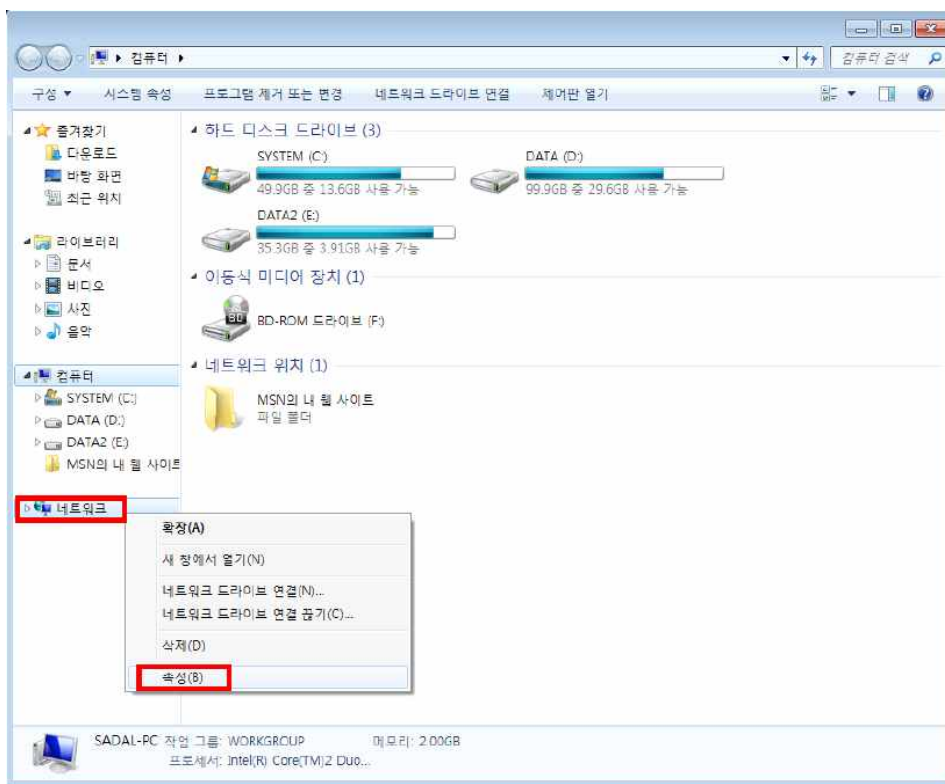 컴퓨터
컴퓨터 검색
구성
시스템 속성
프로그램 제거 또는 변경
네트워크 드라이브 연결
제어판 열기
즐겨찾기
다운로드
바탕 화면
최근 위치
라이브러리
문서
비디오
사진
음악
컴퓨터
SYSTEM (C:)
DATA (D:)
DATA2 (E:)
MSN의 내 웹 사이트
네트워크
하드 디스크 드라이브 (3)
SYSTEM (C:)
49.9GB 중 13.6GB 사용 가능
DATA (D:)
99.9GB 중 29.6GB 사용 가능
DATA2 (E:)
35.3GB 중 3.91GB 사용 가능
이동식 미디어 장치 (1)
BD
BD-ROM 드라이브 (F:)
네트워크 위치 (1)
MSN의 내 웹 사이트
파일 폴더
확장(A)
새 창에서 열기(N)
네트워크 드라이브 연결(N)...
네트워크 드라이브 연결 끊기(C)...
삭제(D)
속성(B)
SADAL-PC 작업 그룹: WORKGROUP 메모리: 2.00GB
프로세서: Intel(R) Core(TM)2 Duo...